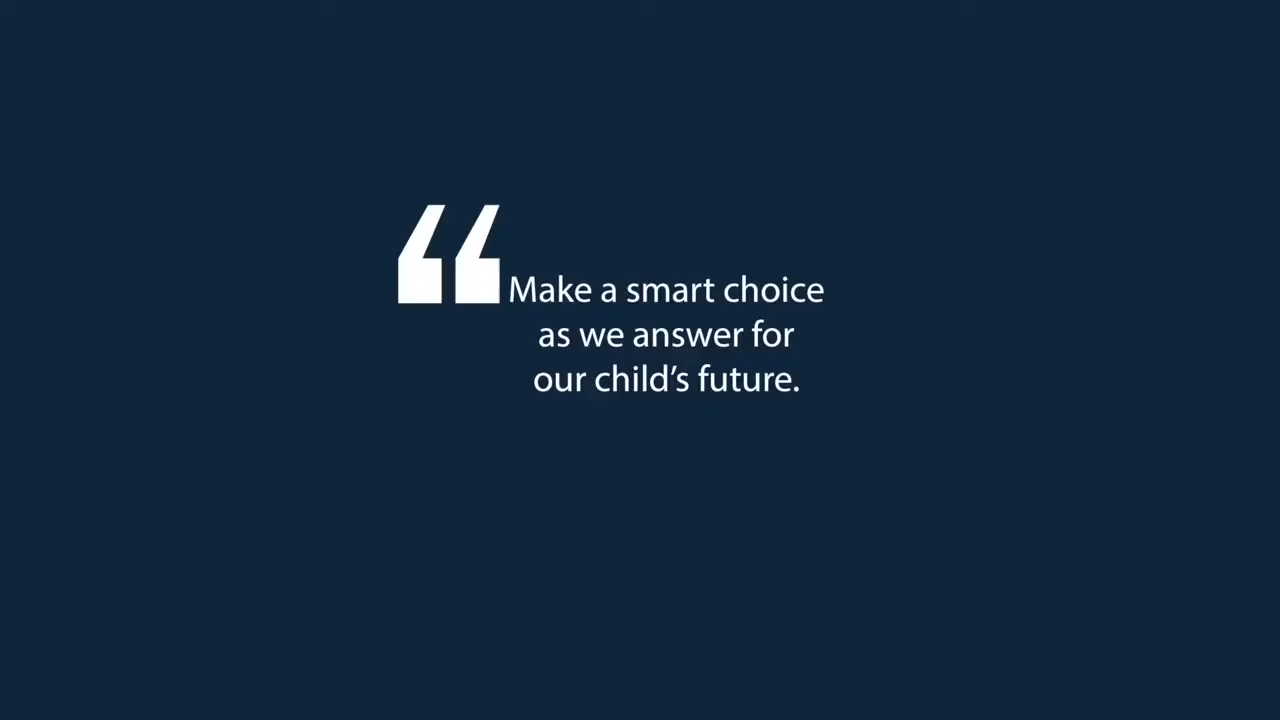 “Make a smart choice
as we answer for
our child’s future.